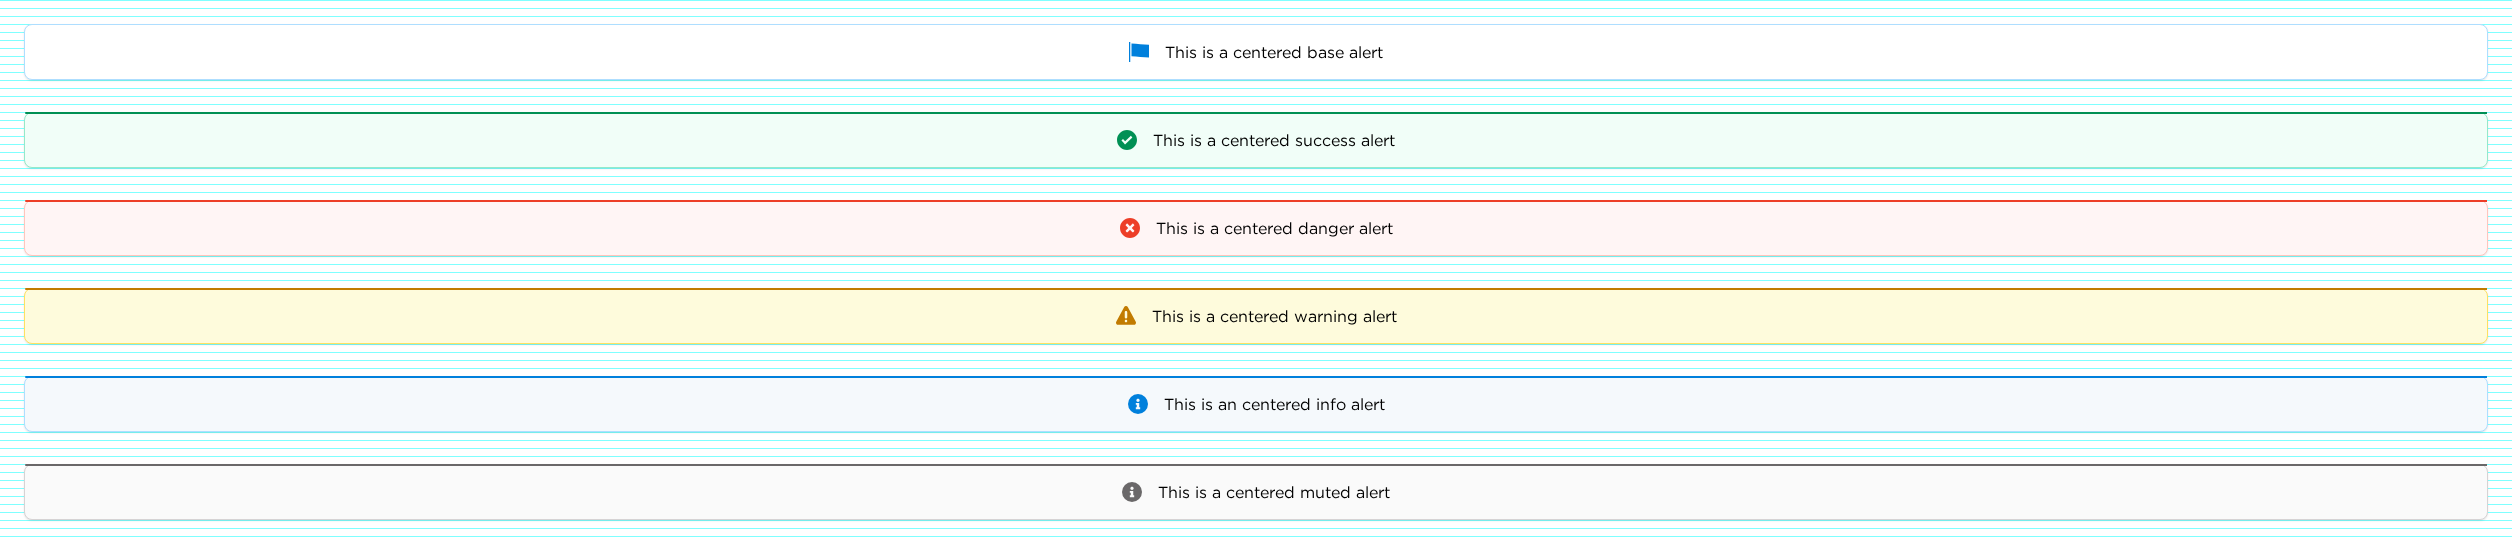 This is a centered base alert
This is a centered success alert
This is a centered danger alert
This is a centered warning alert
This is an centered info alert
This is a centered muted alert